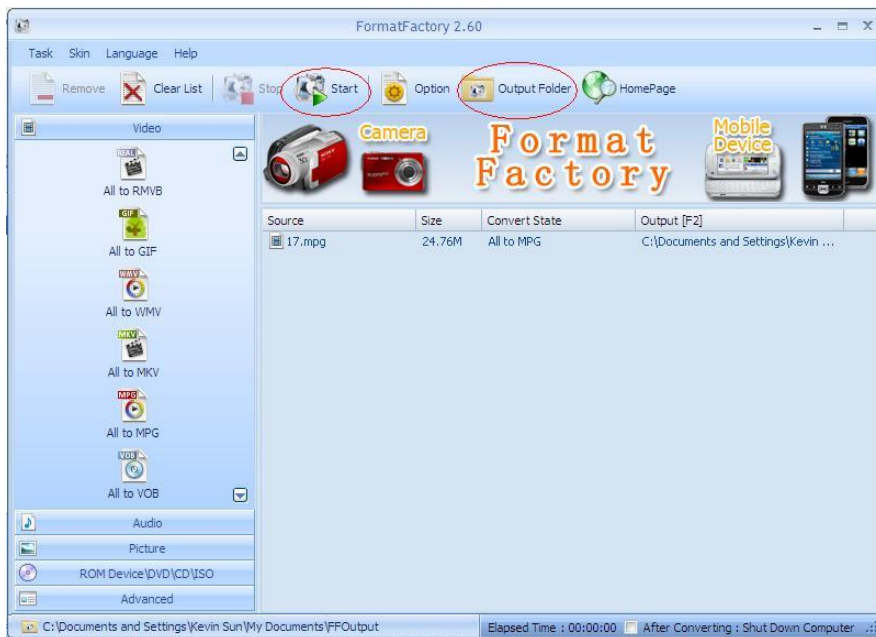 FormatFactory 2.60
Task Skin Language Help
Remove Clear List Stop Start Option Output Folder HomePage
Video
All to RMVB
GIF
All to GIF
WMV
All to WMV
MKV
All to MKV
MPG
All to MPG
VOB
All to VOB
Audio
Picture
ROM Device\DVD\CD\ISO
Advanced
Camera
Format
Factory
Mobile
Device
Source Size Convert State Output [F2]
17.mpg 24.76M All to MPG C:\Documents and Settings\Kevin ...
C:\Documents and Settings\Kevin Sun\My Documents\FFOutput
Elapsed Time : 00:00:00 After Converting : Shut Down Computer